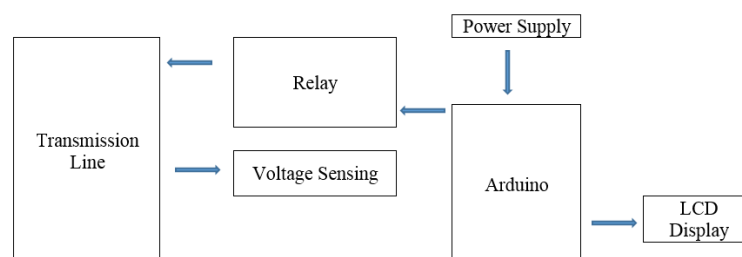 Power Supply
Relay
Transmission
Line
Voltage Sensing
Arduino
LCD
Display